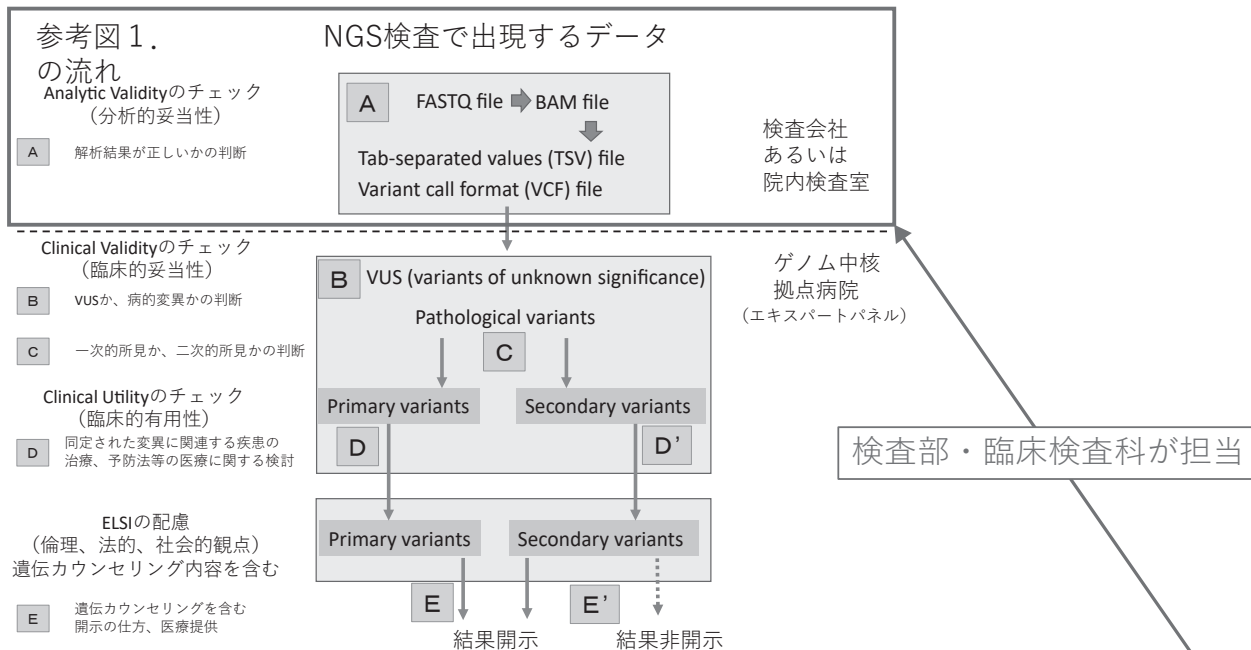 参考図１．　NGS検査で出現するデータ
の流れ
Analytic Validityのチェック
（分析的妥当性）
A　解析結果が正しいかの判断
A　FASTQ file　BAM file
Tab-separated values (TSV) file
Variant call format (VCF) file
検査会社
あるいは
院内検査室
Clinical Validityのチェック
（臨床的妥当性）
B　VUSか、病的変異かの判断
C　一次的所見か、二次的所見かの判断
B　VUS (variants of unknown significance)
Pathological variants
C
ゲノム中核
拠点病院
（エキスパートパネル）
Clinical Utilityのチェック
（臨床的有用性）
D　同定された変異に関連する疾患の
治療、予防法等の医療に関する検討
Primary variants　Secondary variants
D　D’
検査部・臨床検査科が担当
ELSIの配慮
（倫理、法的、社会的観点）
遺伝カウンセリング内容を含む
E　遺伝カウンセリングを含む
開示の仕方、医療提供
Primary variants　Secondary variants
E　E’
結果開示　結果非開示